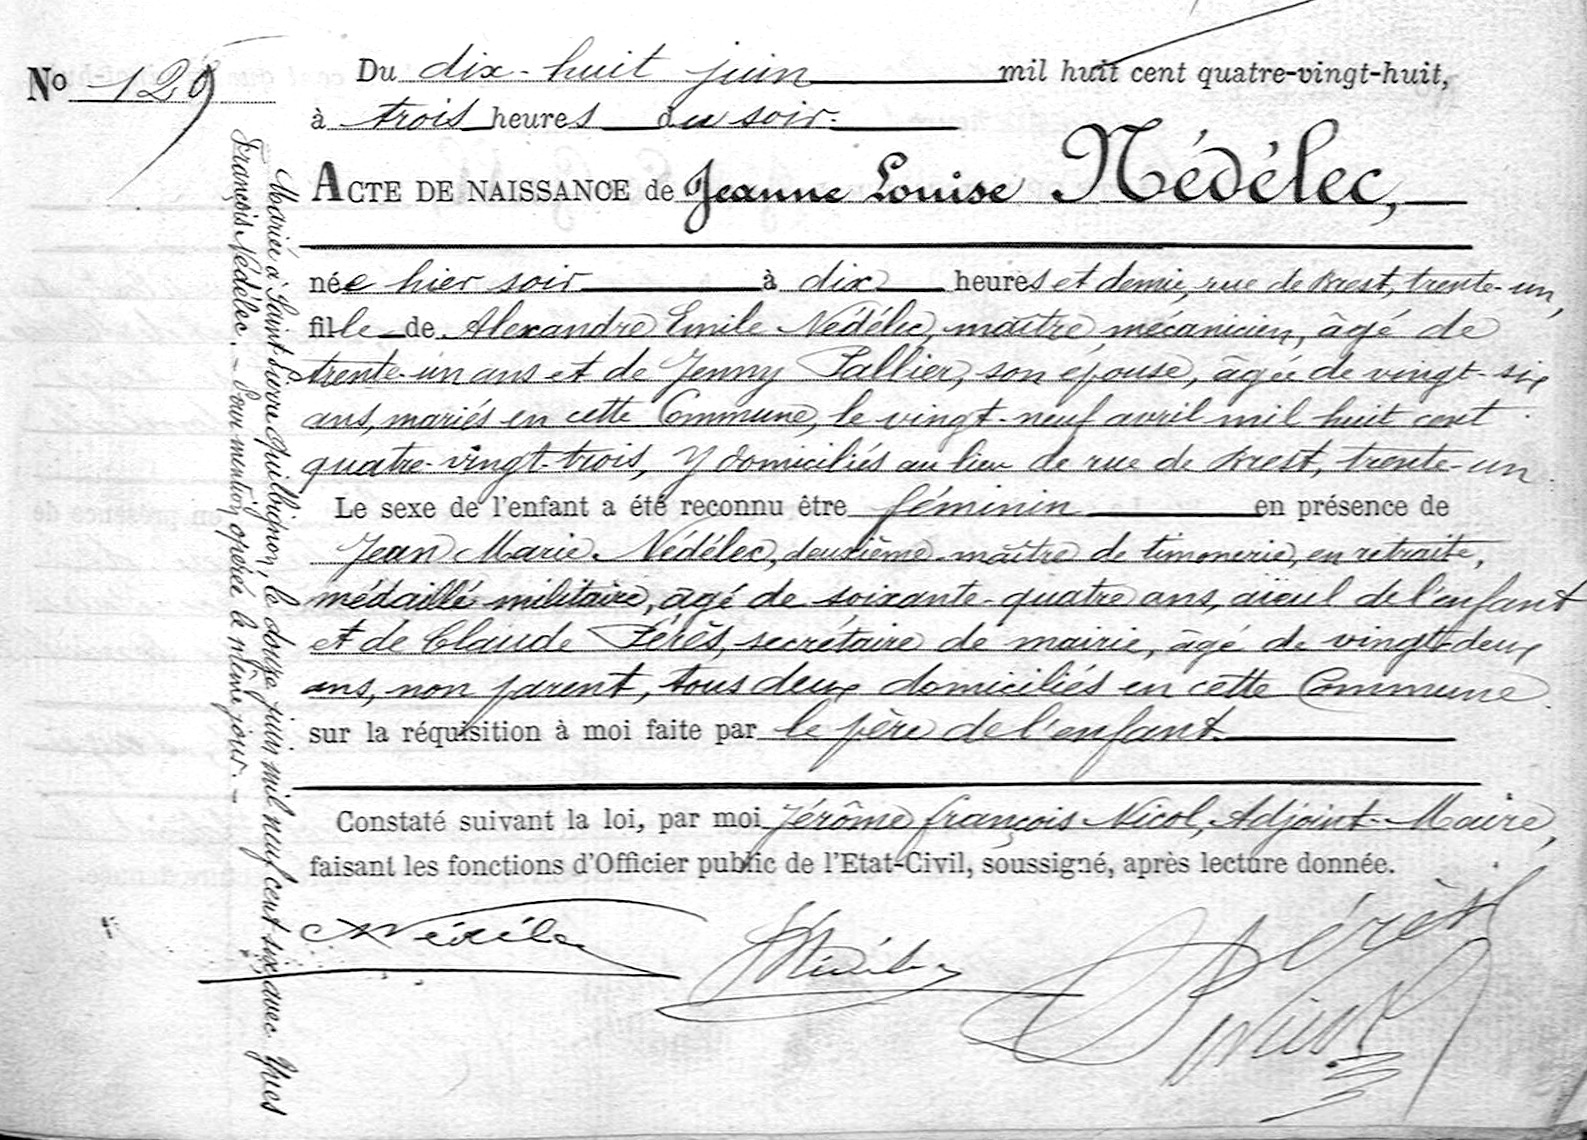 No 129
Du dix-huit juin mil huit cent quatre-vingt-huit,
à trois heures du soir.
ACTE DE NAISSANCE de Jeanne Louise Nédélec,
née hier soir à dix heures et demie, rue de Brest, trente-un,
fille de Alexandre Emile Nédélec, maître mécanicien, âgé de
trente-un ans et de Jenny Pallier, son épouse, âgée de vingt-six
ans, mariés en cette Commune, le vingt-neuf avril mil huit cent
quatre-vingt-trois, y domiciliés au lieu de rue de Brest, trente-un
Le sexe de l'enfant a été reconnu être féminin en présence de
Jean Marie Nédélec, deuxième-maître de timonerie, en retraite,
médaillé militaire, âgé de soixante-quatre ans, aïeul de l'enfant
et de Claude Pérès, secrétaire de mairie, âgé de vingt-deux
ans, non parent, tous deux domiciliés en cette Commune.
sur la réquisition à moi faite par le père de l'enfant
Constaté suivant la loi, par moi Jérôme françois Nicol, Adjoint-Maire,
faisant les fonctions d'Officier public de l'Etat-Civil, soussigné, après lecture donnée.
Nédélec
Nédélec
Pérès
Nicol
Mariée à Saint-Pierre-Quilbignon, le douze juin mil neuf cent six, avec Yves
François Nédélec. - Pour mention opérée le même jour. -